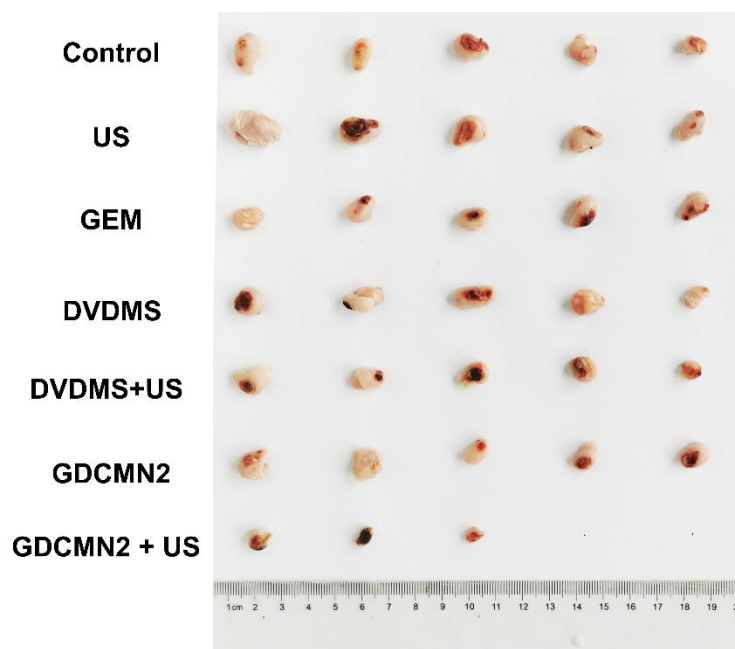 Control
US
GEM
DVDMS
DVDMS+US
GDCMN2
GDCMN2 + US
1cm 2 3 4 5 6 7 8 9 10 11 12 13 14 15 16 17 18 19